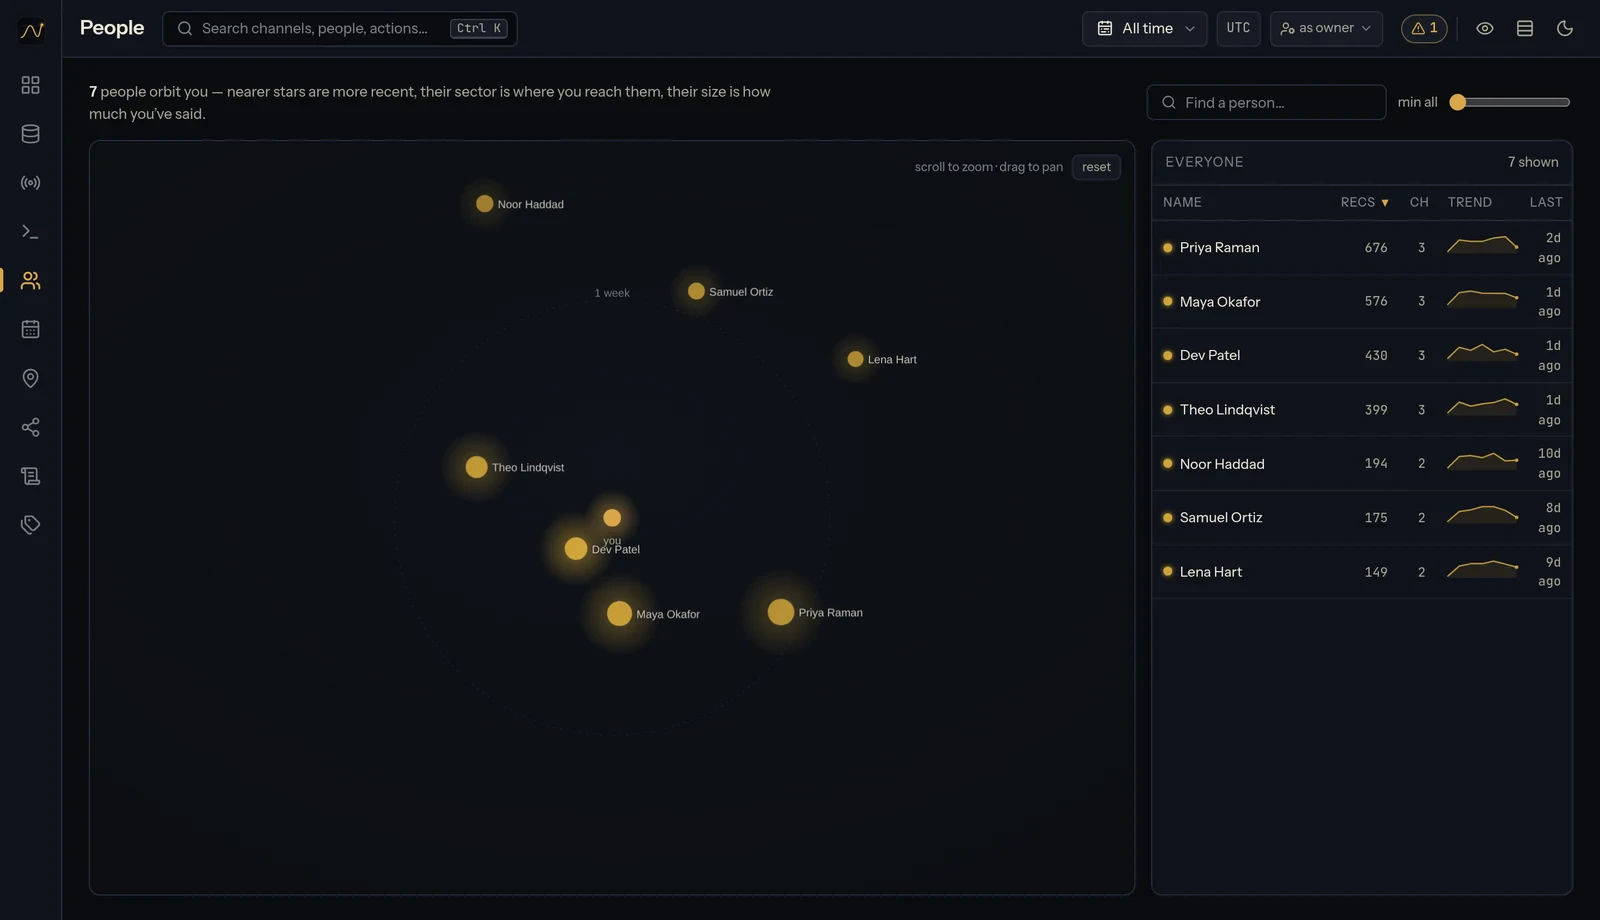 People
Search channels, people, actions...
Ctrl K
All time
UTC
as owner
1
7 people orbit you — nearer stars are more recent, their sector is where you reach them, their size is how
much you've said.
Find a person...
min all
scroll to zoom · drag to pan
reset
Noor Haddad
1 week
Samuel Ortiz
Lena Hart
Theo Lindqvist
you
Dev Patel
Maya Okafor
Priya Raman
EVERYONE
7 shown
NAME RECS ▼ CH TREND LAST
Priya Raman 676 3 2d ago
Maya Okafor 576 3 1d ago
Dev Patel 430 3 1d ago
Theo Lindqvist 399 3 1d ago
Noor Haddad 194 2 10d ago
Samuel Ortiz 175 2 8d ago
Lena Hart 149 2 9d ago